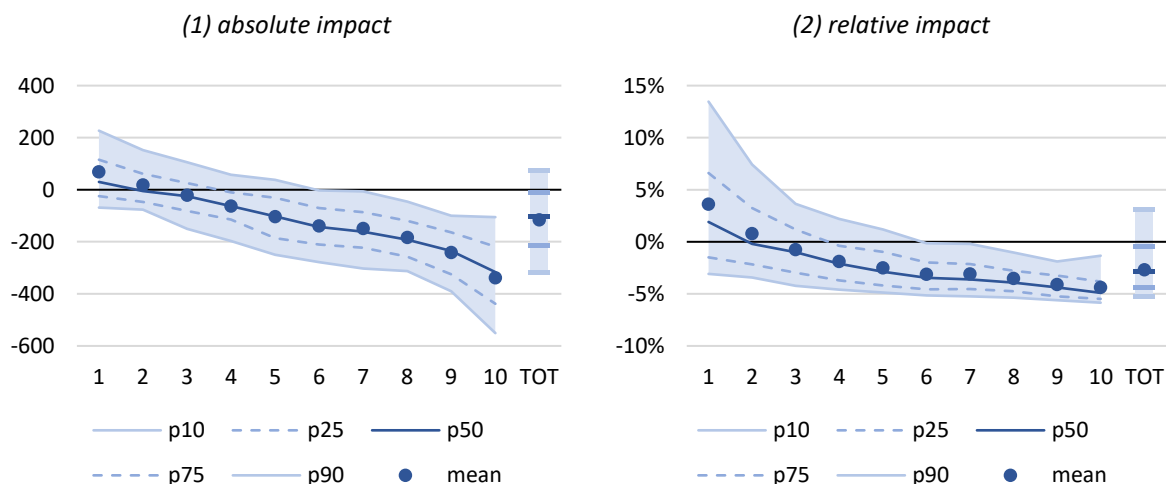 (1) absolute impact
400
200
0
-200
-400
-600
1 2 3 4 5 6 7 8 9 10 TOT
p10 p25 p50
p75 p90 mean
(2) relative impact
15%
10%
5%
0%
-5%
-10%
1 2 3 4 5 6 7 8 9 10 TOT
p10 p25 p50
p75 p90 mean